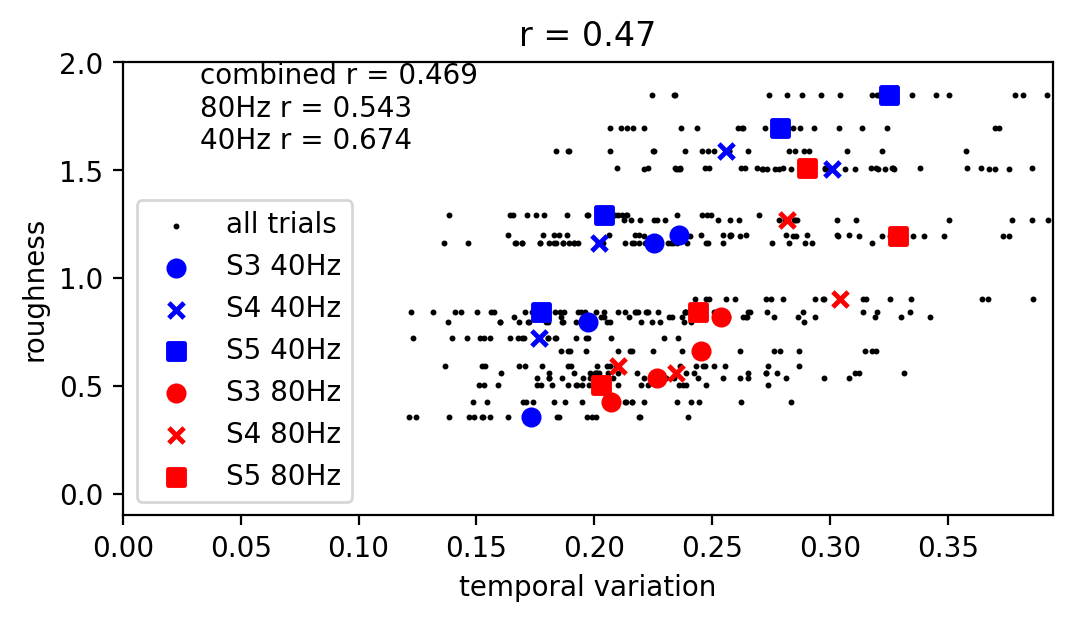 r = 0.47
combined r = 0.469
80Hz r = 0.543
40Hz r = 0.674
all trials
S3 40Hz
S4 40Hz
S5 40Hz
S3 80Hz
S4 80Hz
S5 80Hz
roughness
2.0
1.5
1.0
0.5
0.0
0.00 0.05 0.10 0.15 0.20 0.25 0.30 0.35
temporal variation